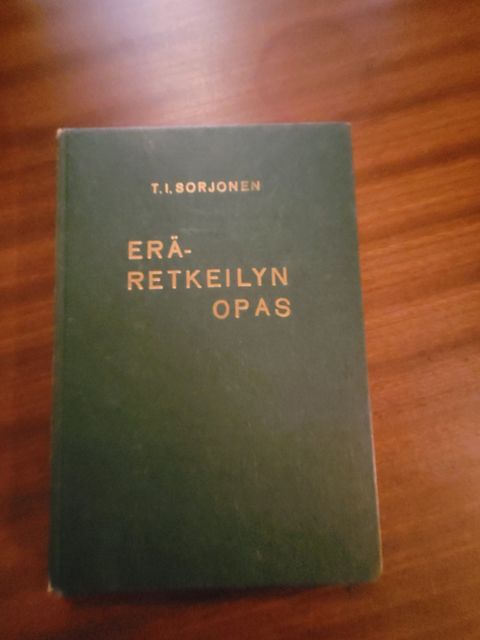 T.I. SORJONEN
ERÄ-
RETKEILYN
OPAS